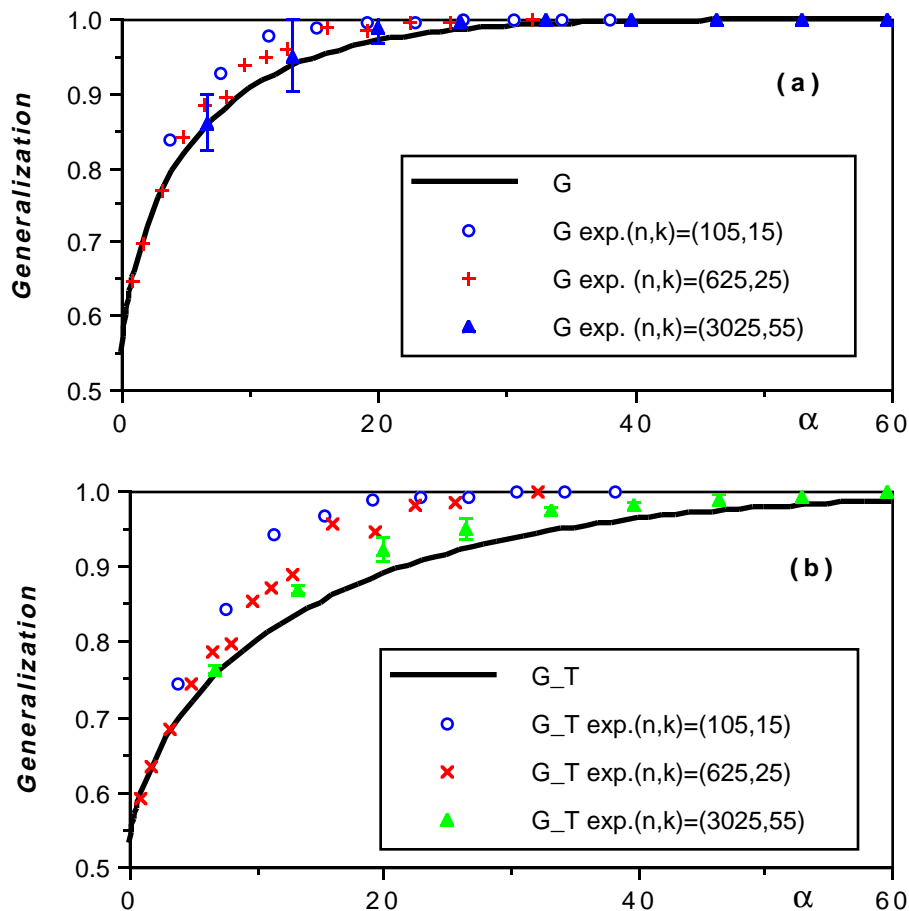 1.0
0.9
0.8
0.7
0.6
0.5
Generalization
(a)
G
G exp.(n,k)=(105,15)
G exp. (n,k)=(625,25)
G exp. (n,k)=(3025,55)
0
20
40
α
60
1.0
0.9
0.8
0.7
0.6
0.5
Generalization
(b)
G_T
G_T exp.(n,k)=(105,15)
G_T exp.(n,k)=(625,25)
G_T exp.(n,k)=(3025,55)
0
20
40
α
60